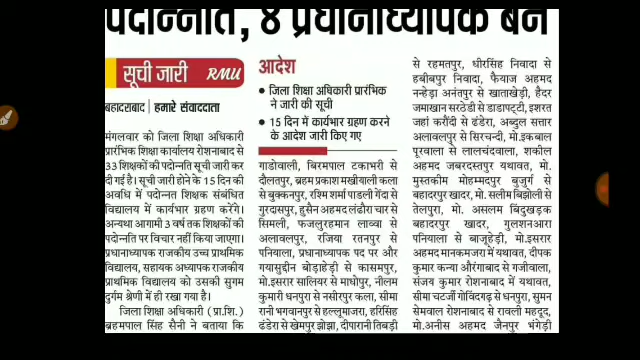 पदोन्नति, 8 प्रधानाध्यापक बने
सूची जारी RMU
बहादराबाद | हमारे संवाददाता
मंगलवार को जिला शिक्षा अधिकारी
प्रारंभिक शिक्षा कार्यालय रोशनाबाद से
33 शिक्षकों की पदोन्नति सूची जारी कर
दी गई है। सूची जारी होने के 15 दिन की
अवधि में पदोन्नत शिक्षक संबंधित
विद्यालय में कार्यभार ग्रहण करेंगे।
अन्यथा आगामी 3 वर्ष तक शिक्षकों की
पदोन्नति पर विचार नहीं किया जाएगा।
प्रधानाध्यापक राजकीय उच्च प्राथमिक
विद्यालय, सहायक अध्यापक राजकीय
प्राथमिक विद्यालय को उसकी सुगम
दुर्गम श्रेणी में ही रखा गया है।
जिला शिक्षा अधिकारी (प्रा.शि)
ब्रहमपाल सिंह सैनी ने बताया कि
आदेश
● जिला शिक्षा अधिकारी प्रारंभिक
ने जारी की सूची
● 15 दिन में कार्यभार ग्रहण करने
के आदेश जारी किए गए
गाडोवाली, बिरमपाल टकाभरी से
दौलतपुर, ब्रहम प्रकाश मखीयाली कला
से बुक्कनपुर, रश्मि शर्मा पाडली गेंदा से
गुरदासपुर, हुसैन अहमद लंढौरा चार से
सिमली, फजलुरहमान लाव्वा से
अलावलपुर, रजिया रतनपुर से
पनियाला, प्रधानाध्यापक पद पर और
गयासुद्दीन बोड़ाहेड़ी से कासमपुर,
मो.इसरार सालियर से माधोपुर, नीलम
कुमारी धनपुरा से नसीरपुर कला, सीमा
रानी भगवानपुर से हल्लूमाजरा, हरिसिंह
ढंडेरा से खेमपुर झोझा, दीपारानी तिबड़ी
से रहमतपुर, धीरसिंह निवादा से
हबीबपुर निवादा, फैयाज अहमद
नन्हेड़ा अनंतपुर से खाताखेड़ी, हैदर
जमाखान सरठेडी से डाडापट्टी, इशरत
जहां करौंदी से ढंडेरा, अब्दुल सत्तार
अलावलपुर से सिरचन्दी, मो.इकबाल
पूरवाला से लालचंदवाला, शकील
अहमद जबरदस्तपुर यथावत, मो.
मुस्तकीम मोहम्मदपुर बुजुर्ग से
बहादरपुर खादर, मो.सलीम बिझोली से
तेलपुरा, मो. असलम बिंदुखड़क
बहादरपुर खादर, गुलशनआरा
पनियाला से बाजूहेड़ी, मो.इसरार
अहमद मानकमजरा में यथावत, दीपक
कुमार कन्या औरंगाबाद से गजीवाला,
संजय कुमार रोशनाबाद में यथावत,
सीमा चटर्जी गोविंदगढ़ से धनपुरा, सुमन
सेमवाल रोशनाबाद से रावली महदूद,
मो.अनीस अहमद जैनपुर भंगेड़ी